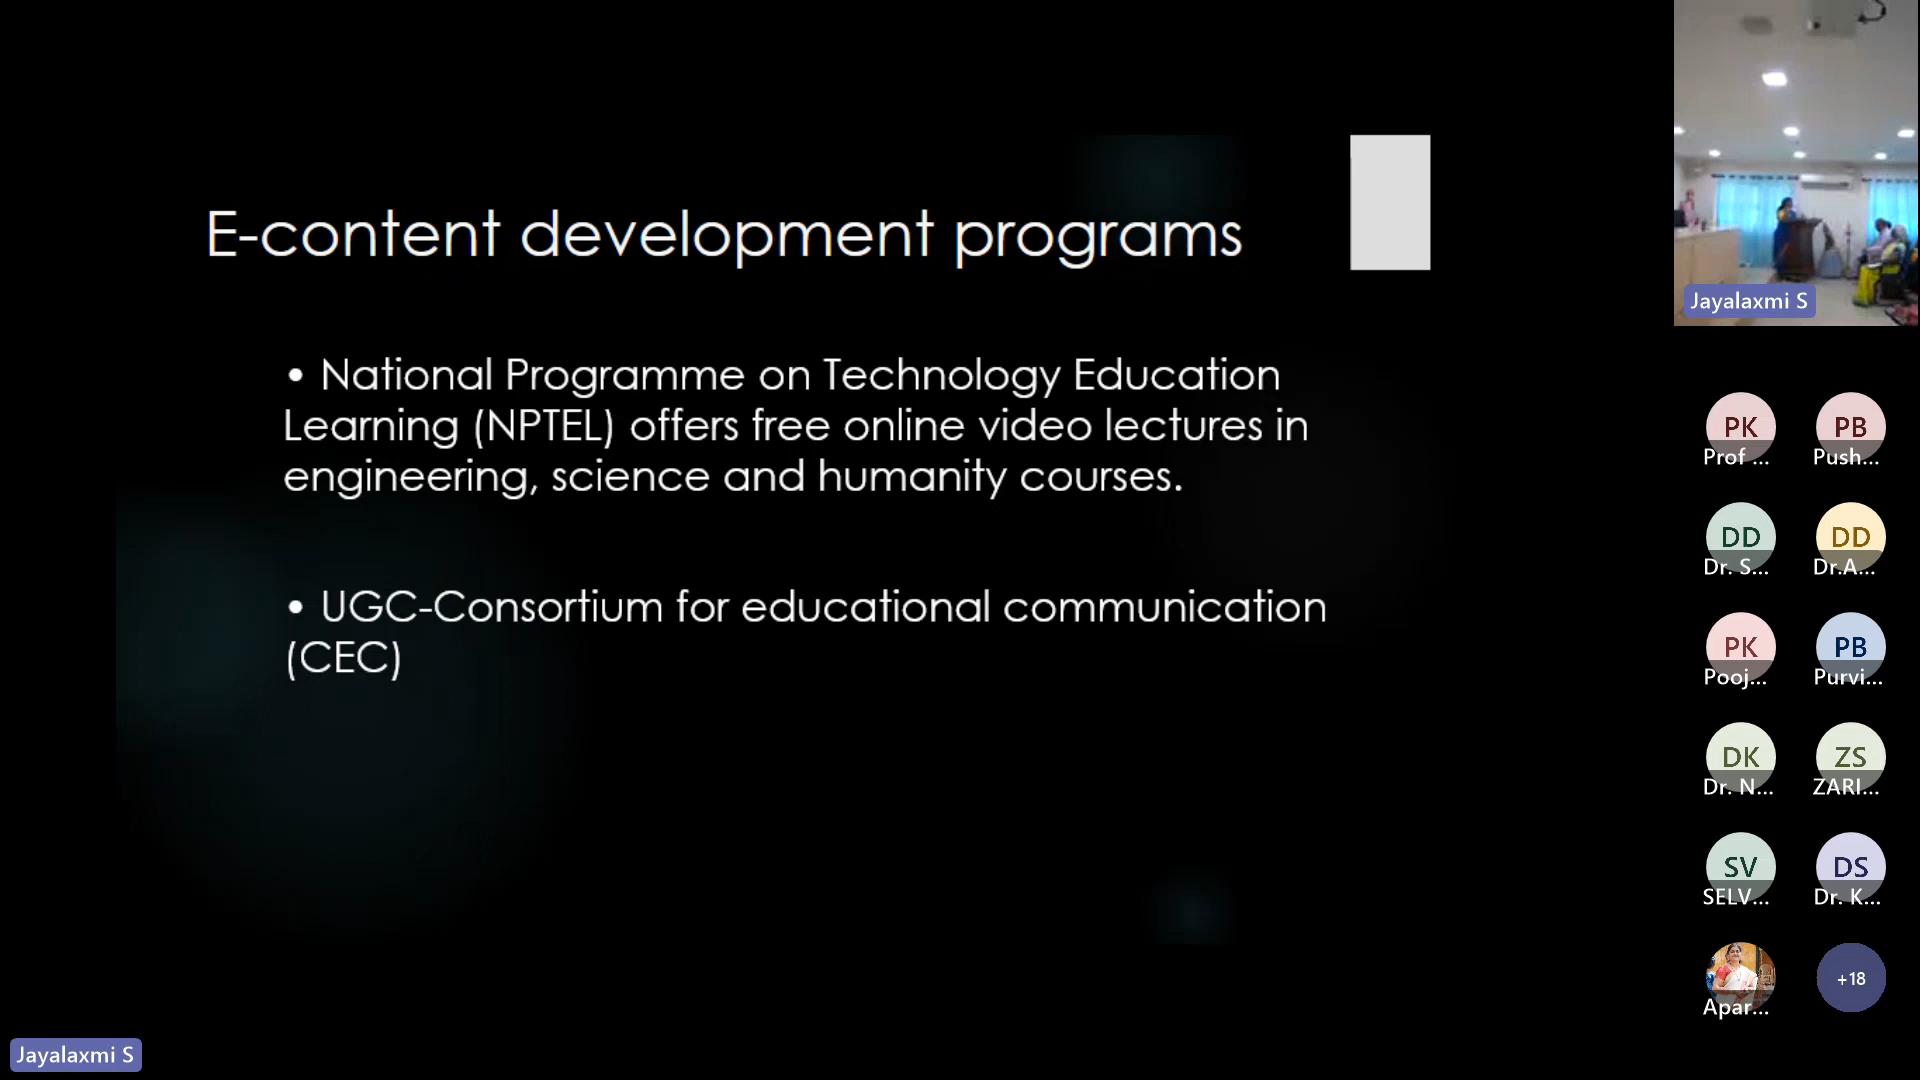 E-content development programs
• National Programme on Technology Education
Learning (NPTEL) offers free online video lectures in
engineering, science and humanity courses.
• UGC-Consortium for educational communication
(CEC)
Jayalaxmi S
Jayalaxmi S
PK
Prof ...
PB
Push...
DD
Dr. S...
DD
Dr.A...
PK
Pooj...
PB
Purvi...
DK
Dr. N...
ZS
ZARI...
SV
SELV...
DS
Dr. K...
Apar...
+18